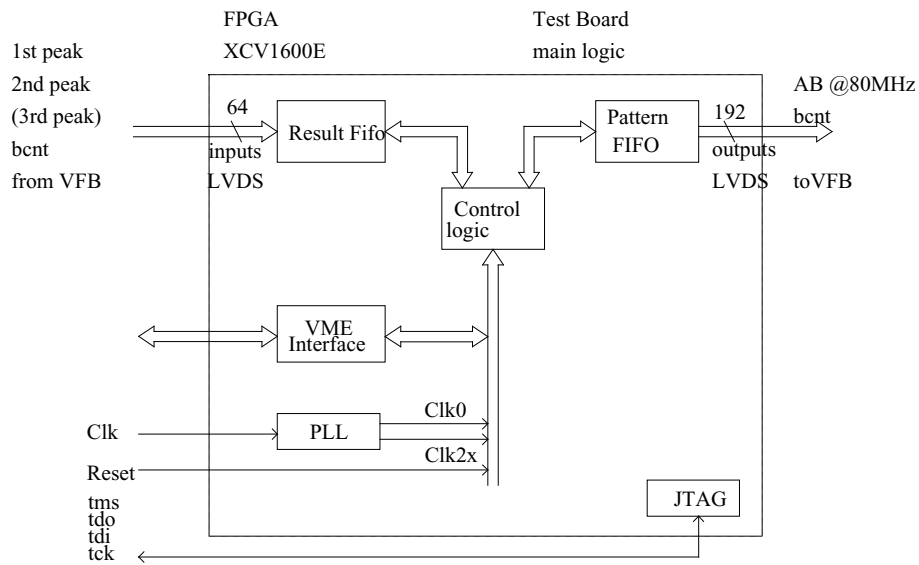 FPGA
Test Board
1st peak
XCV1600E
main logic
2nd peak
AB @80MHz
(3rd peak)
64
Result Fifo
Pattern
FIFO
192
bcnt
bcnt
inputs
outputs
from VFB
LVDS
LVDS
toVFB
Control
logic
VME
Interface
Clk0
Clk
PLL
Clk2x
Reset
JTAG
tms
tdo
tdi
tck